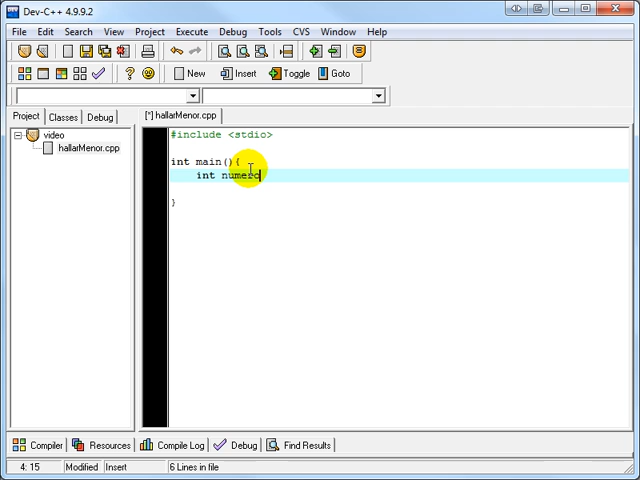 Dev-C++ 4.9.9.2
File Edit Search View Project Execute Debug Tools CVS Window Help
New Insert Toggle Goto
Project Classes Debug [*] hallarMenor.cpp
video
hallarMenor.cpp
#include <stdio>
int main(){
int numero
}
Compiler Resources Compile Log Debug Find Results
4: 15 Modified Insert 6 Lines in file